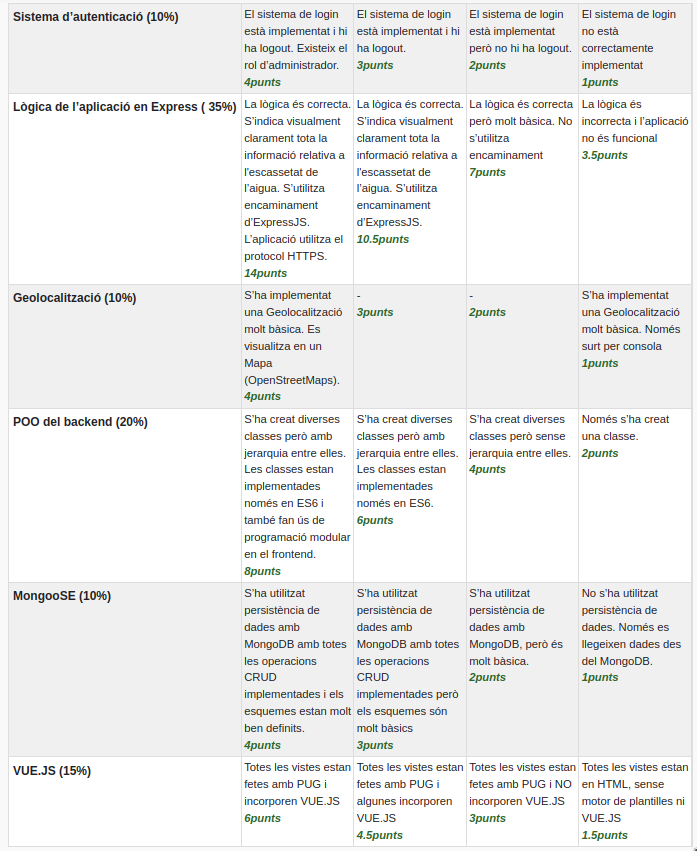 Sistema d’autenticació (10%)
El sistema de login
està implementat i hi
ha logout. Existeix el
rol d’administrador.
4punts
El sistema de login
està implementat i hi
ha logout.
3punts
El sistema de login
està implementat
però no hi ha logout.
2punts
El sistema de login
no està
correctament
implementat
1punts
Lògica de l’aplicació en Express ( 35%)
La lògica és correcta.
S’indica visualment
clarament tota la
informació relativa a
l’escassetat de
l’aigua. S’utilitza
encaminament
d’ExpressJS.
L’aplicació utilitza el
protocol HTTPS.
14punts
La lògica és correcta.
S’indica visualment
clarament tota la
informació relativa a
l’escassetat de
l’aigua. S’utilitza
encaminament
d’ExpressJS.
10.5punts
La lògica és correcta
però molt bàsica. No
s’utilitza
encaminament
7punts
La lògica és
incorrecta i l’aplicació
no és funcional
3.5punts
Geolocalització (10%)
S’ha implementat
una Geolocalització
molt bàsica. Es
visualitza en un
Mapa
(OpenStreetMaps).
4punts
-
3punts
-
2punts
S’ha implementat
una Geolocalització
molt bàsica. Només
surt per consola
1punts
POO del backend (20%)
S’ha creat diverses
classes però amb
jerarquia entre elles.
Les classes estan
implementades
només en ES6 i
també fan ús de
programació modular
en el frontend.
8punts
S’ha creat diverses
classes però amb
jerarquia entre elles.
Les classes estan
implementades
només en ES6.
6punts
S’ha creat diverses
classes però sense
jerarquia entre elles.
4punts
Només s’ha creat
una classe.
2punts
MongooSE (10%)
S’ha utilitzat
persistència de
dades amb
MongoDB amb totes
les operacions
CRUD
implementades i els
esquemes estan molt
ben definits.
4punts
S’ha utilitzat
persistència de
dades amb
MongoDB amb totes
les operacions
CRUD
implementades però
els esquemes són
molt bàsics
3punts
S’ha utilitzat
persistència de
dades amb
MongoDB, però és
molt bàsica.
2punts
No s’ha utilitzat
persistència de
dades. Només es
llegeixen dades des
del MongoDB.
1punts
VUE.JS (15%)
Totes les vistes estan
fetes amb PUG i
incorporen VUE.JS
6punts
Totes les vistes estan
fetes amb PUG i
algunes incorporen
VUE.JS
4.5punts
Totes les vistes estan
fetes amb PUG i NO
incorporen VUE.JS
3punts
Totes les vistes estan
en HTML, sense
motor de plantilles ni
VUE.JS
1.5punts